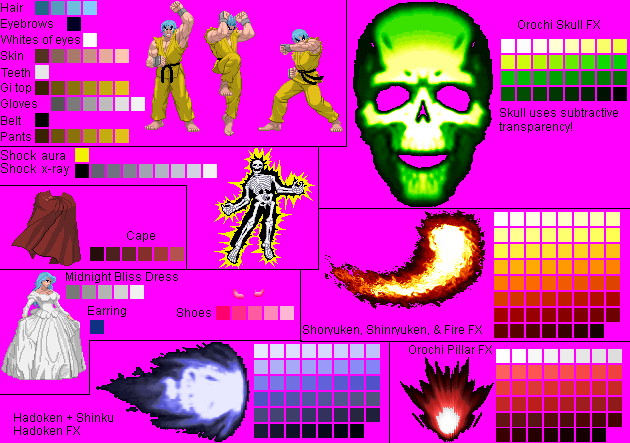 Hair
Eyebrows
Whites of eyes
Skin
Teeth
Gi top
Gloves
Belt
Pants
Shock aura
Shock x-ray
Orochi Skull FX
Skull uses subtractive
transparency!
Cape
Midnight Bliss Dress
Earring
Shoes
Shoryuken, Shinryuken, & Fire FX
Orochi Pillar FX
Hadoken + Shinku
Hadoken FX